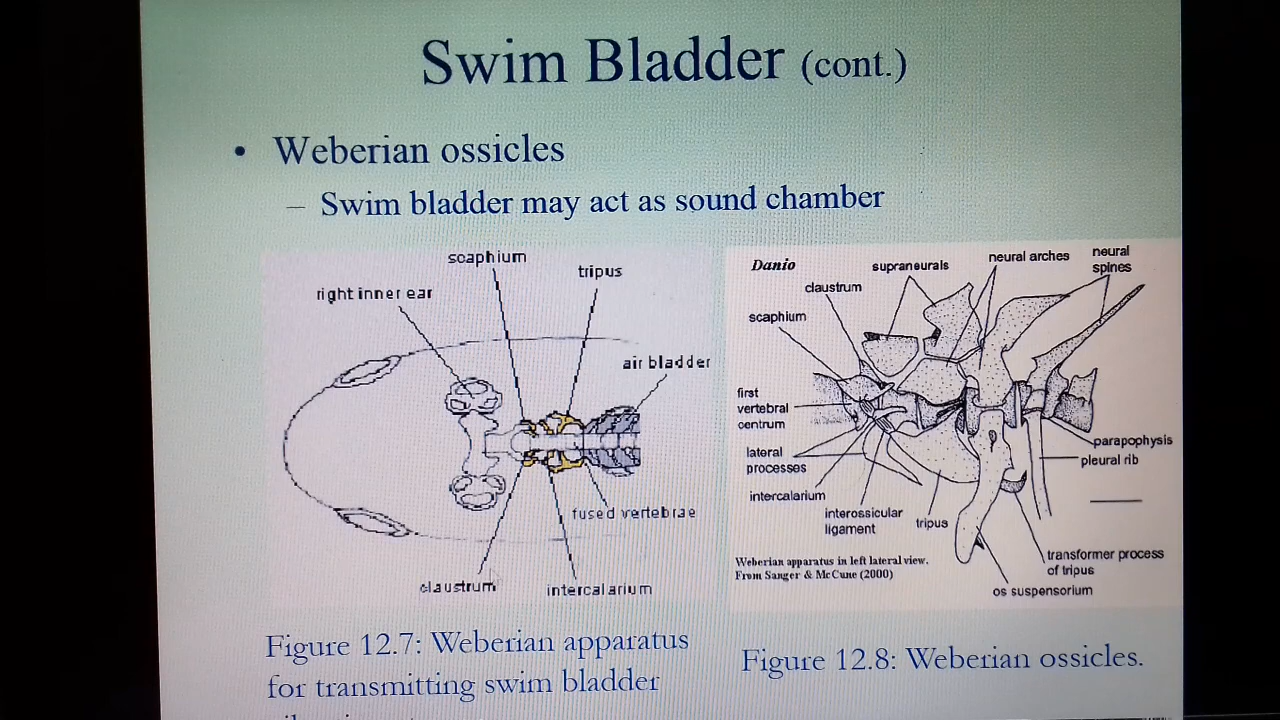 Swim Bladder (cont.)
• Weberian ossicles
– Swim bladder may act as sound chamber
scaphium
tripus
right inner ear
air bladder
fused vertebrae
claustrum
intercalarium
Figure 12.7: Weberian apparatus
for transmitting swim bladder
Danio
supraneurals
neural arches
neural
spines
claustrum
scaphium
first
vertebral
centrum
lateral
processes
intercalarium
interossicular
ligament
tripus
parapophysis
pleural rib
transformer process
of tripus
os suspensorium
Weberian apparatus in left lateral view.
From Sanger & McCune (2000)
Figure 12.8: Weberian ossicles.